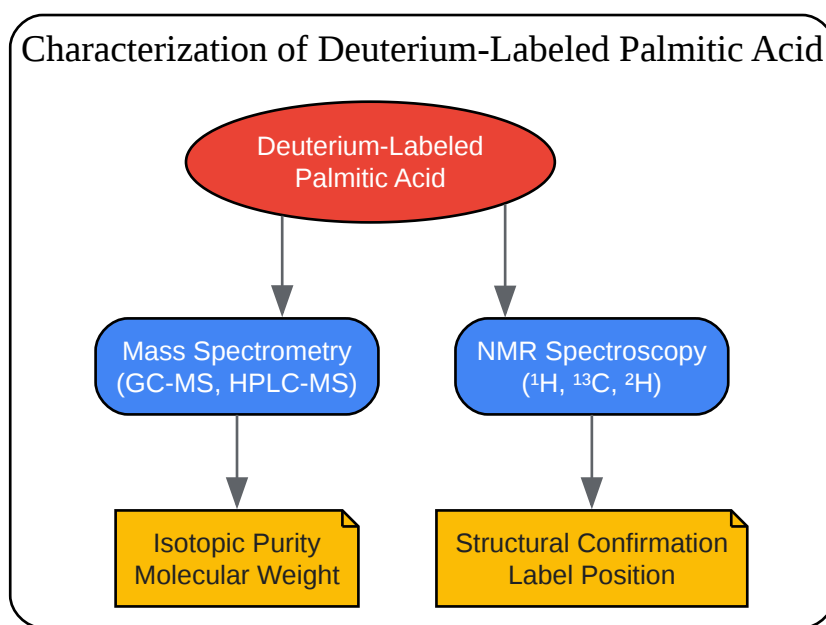 Characterization of Deuterium-Labeled Palmitic Acid
Deuterium-Labeled
Palmitic Acid
Mass Spectrometry
(GC-MS, HPLC-MS)
NMR Spectroscopy
(¹H, ¹³C, ²H)
Isotopic Purity
Molecular Weight
Structural Confirmation
Label Position